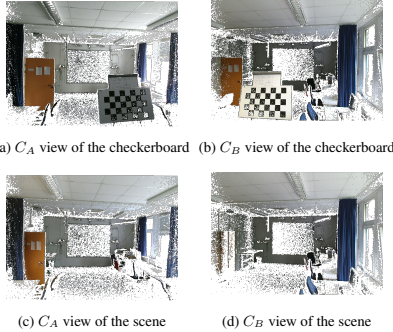 a) C_A view of the checkerboard
(b) C_B view of the checkerboard
(c) C_A view of the scene
(d) C_B view of the scene